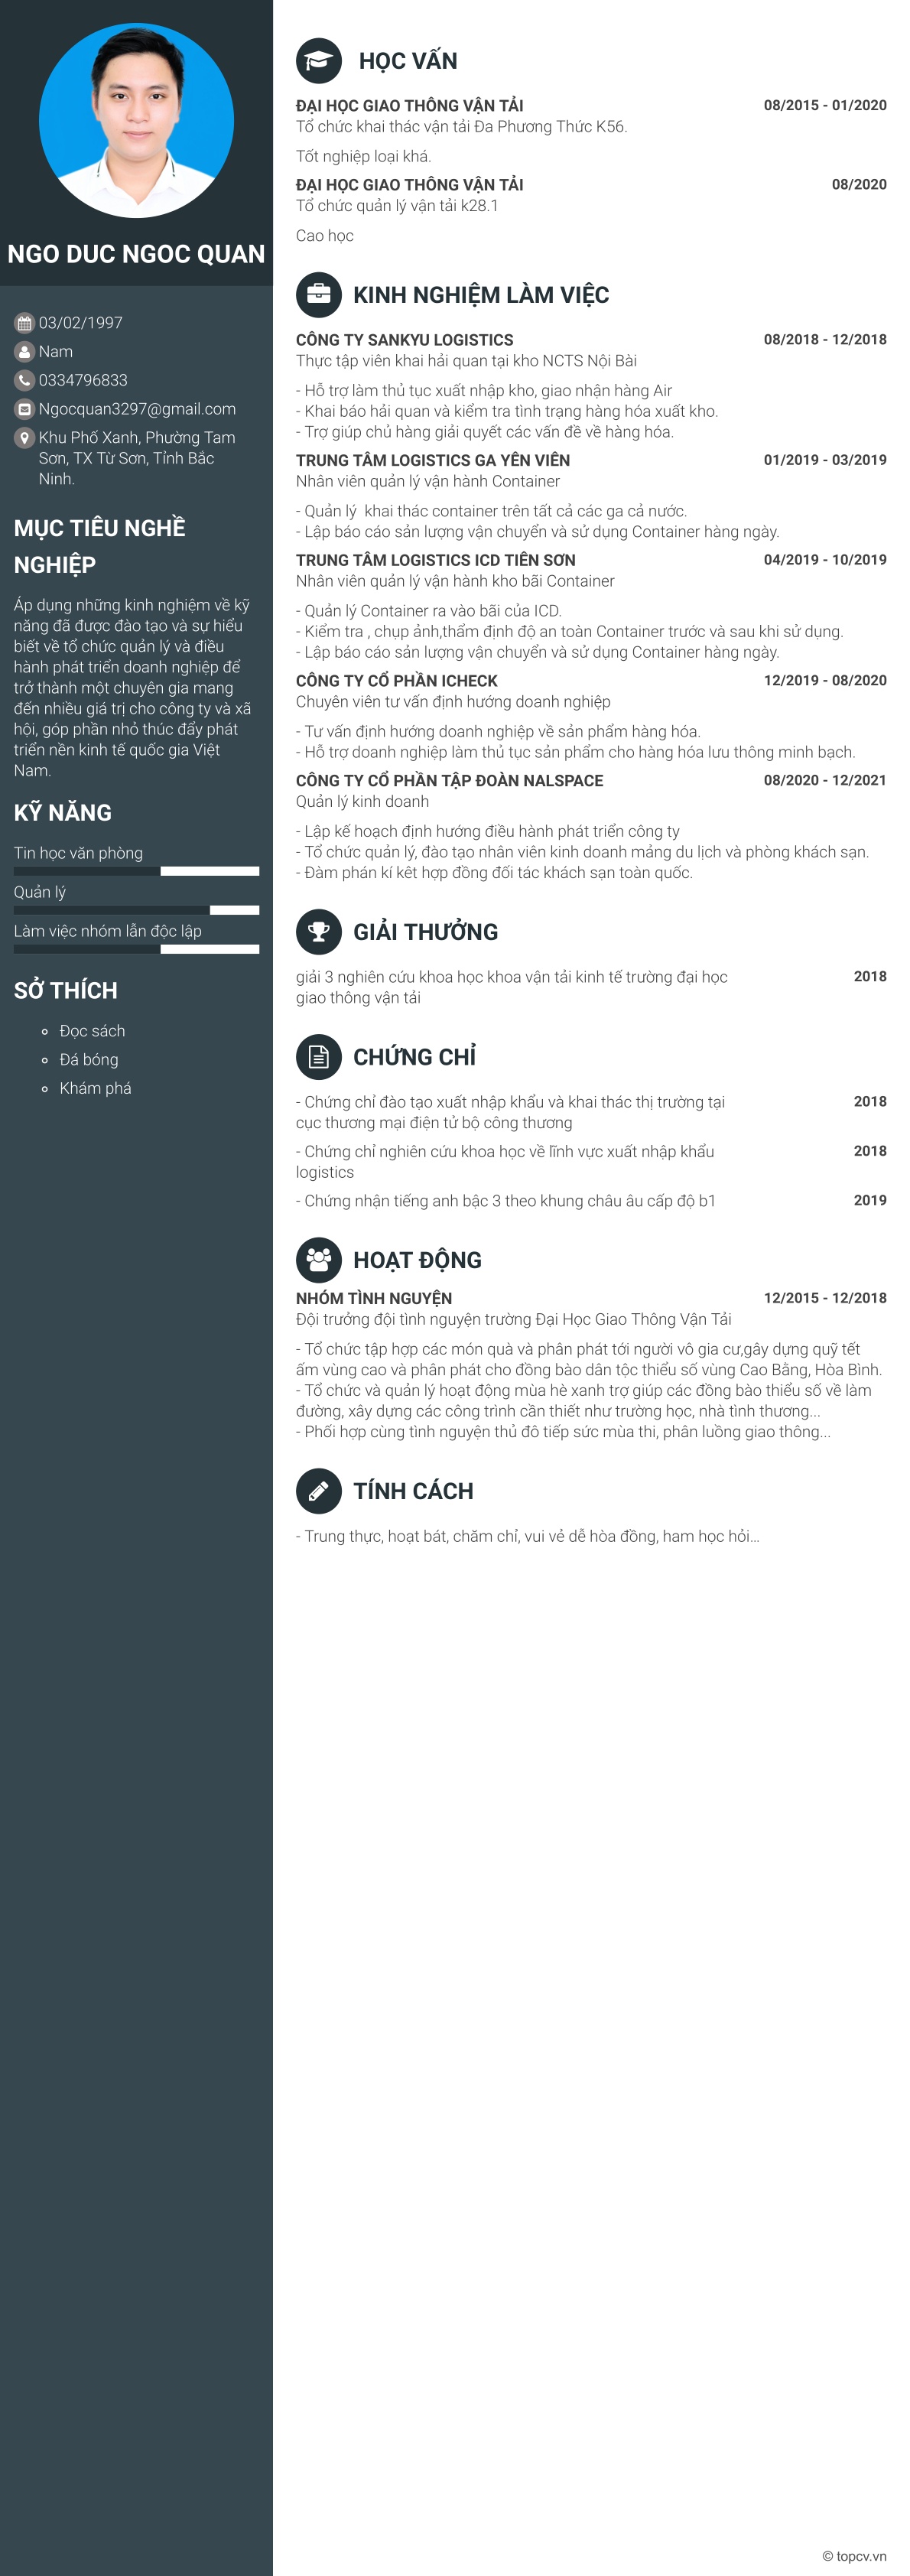 NGO DUC NGOC QUAN
03/02/1997
Nam
0334796833
Ngocquan3297@gmail.com
Khu Phố Xanh, Phường Tam
Sơn, TX Từ Sơn, Tỉnh Bắc
Ninh.
MỤC TIÊU NGHỀ
NGHIỆP
Áp dụng những kinh nghiệm về kỹ
năng đã được đào tạo và sự hiểu
biết về tổ chức quản lý và điều
hành phát triển doanh nghiệp để
trở thành một chuyên gia mang
đến nhiều giá trị cho công ty và xã
hội, góp phần nhỏ thúc đẩy phát
triển nền kinh tế quốc gia Việt
Nam.
KỸ NĂNG
Tin học văn phòng
Quản lý
Làm việc nhóm lẫn độc lập
SỞ THÍCH
Đọc sách
Đá bóng
Khám phá
HỌC VẤN
ĐẠI HỌC GIAO THÔNG VẬN TẢI 08/2015 - 01/2020
Tổ chức khai thác vận tải Đa Phương Thức K56.
Tốt nghiệp loại khá.
ĐẠI HỌC GIAO THÔNG VẬN TẢI 08/2020
Tổ chức quản lý vận tải k28.1
Cao học
KINH NGHIỆM LÀM VIỆC
CÔNG TY SANKYU LOGISTICS 08/2018 - 12/2018
Thực tập viên khai hải quan tại kho NCTS Nội Bài
- Hỗ trợ làm thủ tục xuất nhập kho, giao nhận hàng Air
- Khai báo hải quan và kiểm tra tình trạng hàng hóa xuất kho.
- Trợ giúp chủ hàng giải quyết các vấn đề về hàng hóa.
TRUNG TÂM LOGISTICS GA YÊN VIÊN 01/2019 - 03/2019
Nhân viên quản lý vận hành Container
- Quản lý  khai thác container trên tất cả các ga cả nước.
- Lập báo cáo sản lượng vận chuyển và sử dụng Container hàng ngày.
TRUNG TÂM LOGISTICS ICD TIÊN SƠN 04/2019 - 10/2019
Nhân viên quản lý vận hành kho bãi Container
- Quản lý Container ra vào bãi của ICD.
- Kiểm tra , chụp ảnh,thẩm định độ an toàn Container trước và sau khi sử dụng.
- Lập báo cáo sản lượng vận chuyển và sử dụng Container hàng ngày.
CÔNG TY CỔ PHẦN ICHECK 12/2019 - 08/2020
Chuyên viên tư vấn định hướng doanh nghiệp
- Tư vấn định hướng doanh nghiệp về sản phẩm hàng hóa.
- Hỗ trợ doanh nghiệp làm thủ tục sản phẩm cho hàng hóa lưu thông minh bạch.
CÔNG TY CỔ PHẦN TẬP ĐOÀN NALSPACE 08/2020 - 12/2021
Quản lý kinh doanh
- Lập kế hoạch định hướng điều hành phát triển công ty
- Tổ chức quản lý, đào tạo nhân viên kinh doanh mảng du lịch và phòng khách sạn.
- Đàm phán kí kêt hợp đồng đối tác khách sạn toàn quốc.
GIẢI THƯỞNG
giải 3 nghiên cứu khoa học khoa vận tải kinh tế trường đại học 2018
giao thông vận tải
CHỨNG CHỈ
- Chứng chỉ đào tạo xuất nhập khẩu và khai thác thị trường tại 2018
cục thương mại điện tử bộ công thương
- Chứng chỉ nghiên cứu khoa học về lĩnh vực xuất nhập khẩu 2018
logistics
- Chứng nhận tiếng anh bậc 3 theo khung châu âu cấp độ b1 2019
HOẠT ĐỘNG
NHÓM TÌNH NGUYỆN 12/2015 - 12/2018
Đội trưởng đội tình nguyện trường Đại Học Giao Thông Vận Tải
- Tổ chức tập hợp các món quà và phân phát tới người vô gia cư,gây dựng quỹ tết
ấm vùng cao và phân phát cho đồng bào dân tộc thiểu số vùng Cao Bằng, Hòa Bình.
- Tổ chức và quản lý hoạt động mùa hè xanh trợ giúp các đồng bào thiểu số về làm
đường, xây dựng các công trình cần thiết như trường học, nhà tình thương...
- Phối hợp cùng tình nguyện thủ đô tiếp sức mùa thi, phân luồng giao thông...
TÍNH CÁCH
- Trung thực, hoạt bát, chăm chỉ, vui vẻ dễ hòa đồng, ham học hỏi...
© topcv.vn